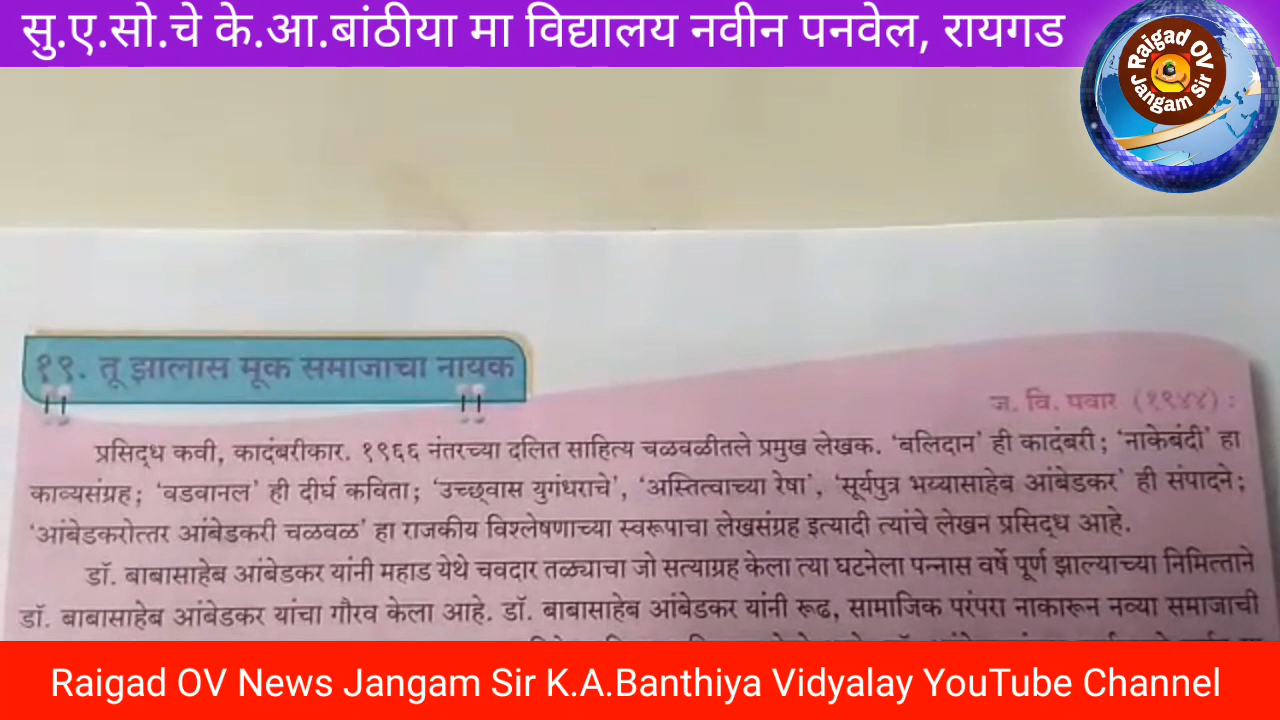 सु.ए.सो.चे के.आ.बांठीया मा विद्यालय नवीन पनवेल, रायगड
Raigad OV
Jangam Sir
१९. तू झालास मूक समाजाचा नायक
ज. वि. पवार (१९४४) :
प्रसिद्ध कवी, कादंबरीकार. १९६६ नंतरच्या दलित साहित्य चळवळीतले प्रमुख लेखक. ‘बलिदान’ ही कादंबरी; ‘नाकेबंदी’ हा
काव्यसंग्रह; ‘वडवानल’ ही दीर्घ कविता; ‘उच्छ्वास युगंधराचे’, ‘अस्तित्वाच्या रेषा’, ‘सूर्यपुत्र भय्यासाहेब आंबेडकर’ ही संपादने;
‘आंबेडकरोत्तर आंबेडकरी चळवळ’ हा राजकीय विश्लेषणाच्या स्वरूपाचा लेखसंग्रह इत्यादी त्यांचे लेखन प्रसिद्ध आहे.
डॉ. बाबासाहेब आंबेडकर यांनी महाड येथे चवदार तळ्याचा जो सत्याग्रह केला त्या घटनेला पन्नास वर्षे पूर्ण झाल्याच्या निमित्ताने
डॉ. बाबासाहेब आंबेडकर यांचा गौरव केला आहे. डॉ. बाबासाहेब आंबेडकर यांनी रूढ, सामाजिक परंपरा नाकारून नव्या समाजाची
Raigad OV News Jangam Sir K.A.Banthiya Vidyalay YouTube Channel